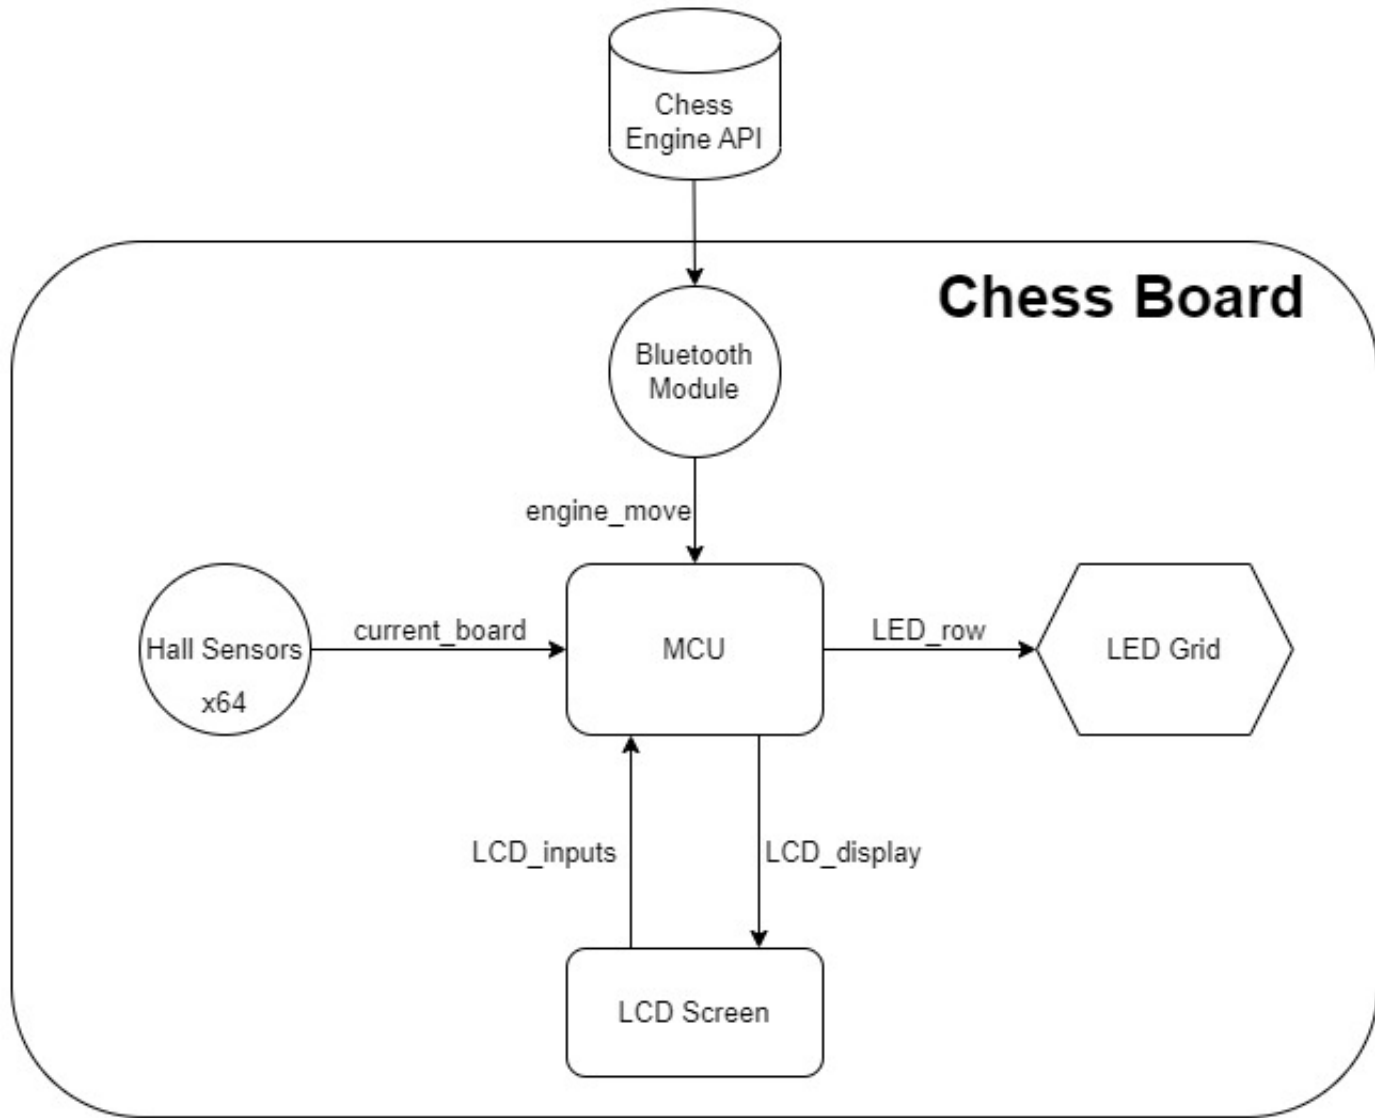 Chess
Engine API
Chess Board
Bluetooth
Module
engine_move
Hall Sensors
x64
current_board
MCU
LED_row
LED Grid
LCD_inputs
LCD_display
LCD Screen